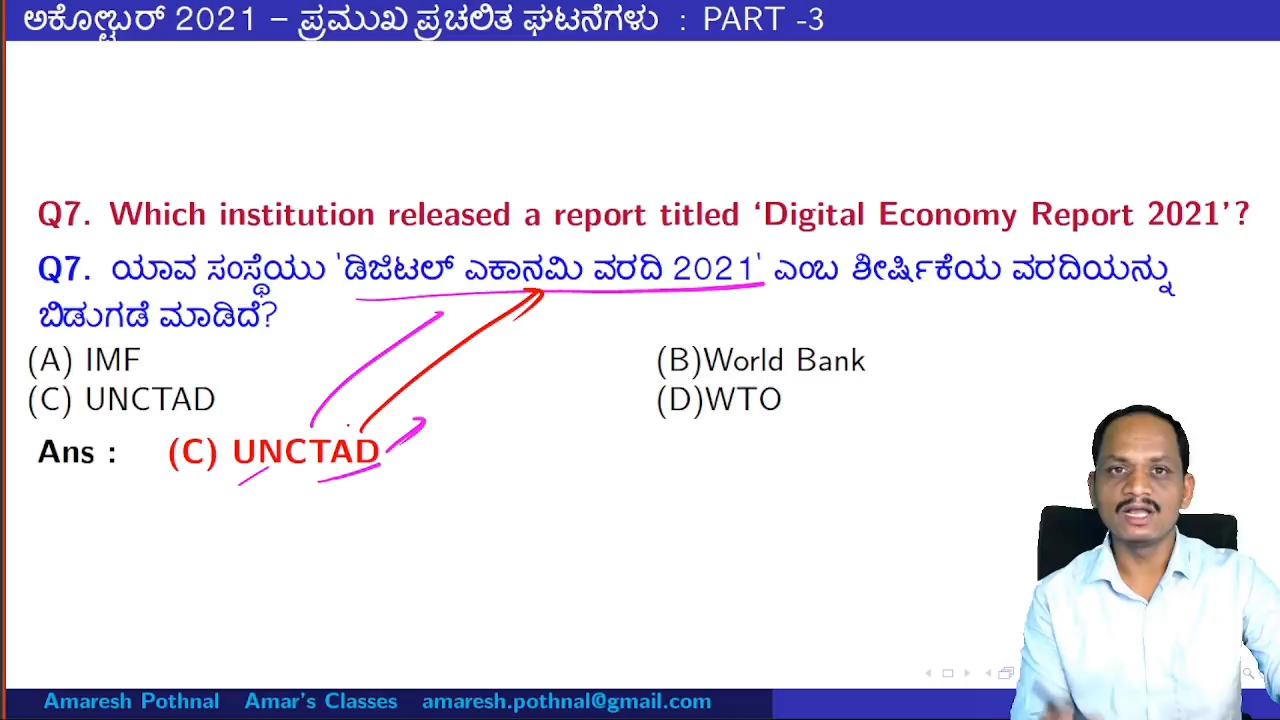 ಅಕೋಬ್ಟರ್ 2021 – ಪ್ರಮುಖ ಪ್ರಚಲಿತ ಘಟನೆಗಳು : PART -3
Q7. Which institution released a report titled ‘Digital Economy Report 2021’?
Q7. ಯಾವ ಸಂಸ್ಥೆಯು 'ಡಿಜಿಟಲ್ ಎಕಾನಮಿ ವರದಿ 2021' ಎಂಬ ಶೀರ್ಷಿಕೆಯ ವರದಿಯನ್ನು
ಬಿಡುಗಡೆ ಮಾಡಿದೆ?
(A) IMF (B)World Bank
(C) UNCTAD (D)WTO
Ans : (C) UNCTAD
Amaresh Pothnal Amar's Classes amaresh.pothnal@gmail.com